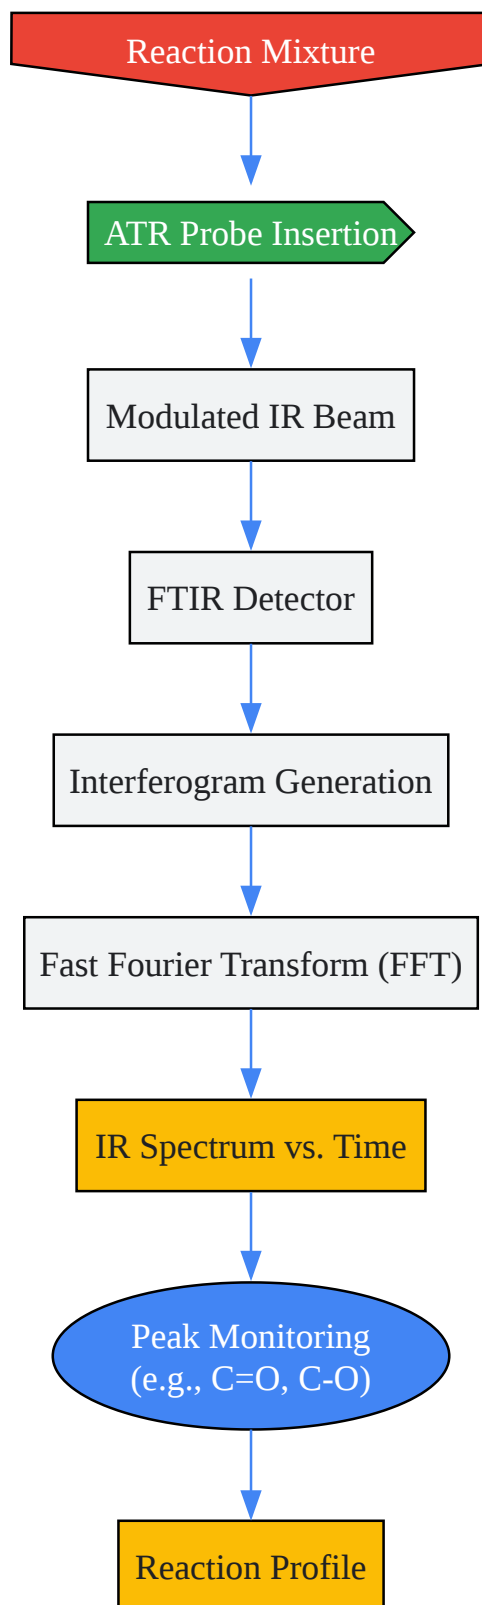 Reaction Mixture
ATR Probe Insertion
Modulated IR Beam
FTIR Detector
Interferogram Generation
Fast Fourier Transform (FFT)
IR Spectrum vs. Time
Peak Monitoring
(e.g., C=O, C-O)
Reaction Profile